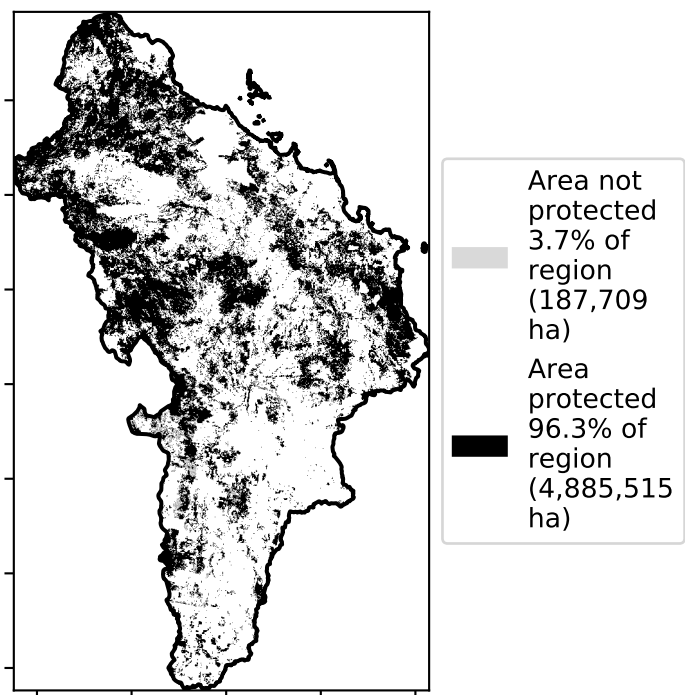 Area not
protected
3.7% of
region
(187,709
ha)
Area
protected
96.3% of
region
(4,885,515
ha)